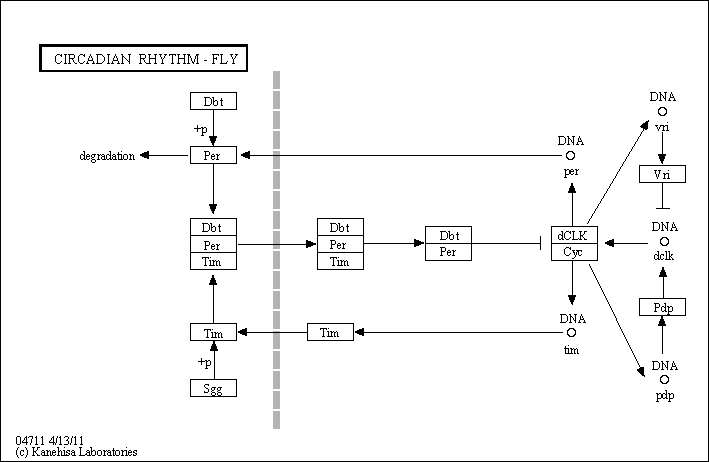 CIRCADIAN RHYTHM - FLY
Dbt
+p
degradation
Per
DNA
per
DNA
vri
Vri
Dbt
Per
Tim
Dbt
Per
Tim
Dbt
Per
dCLK
Cyc
DNA
dclk
Pdp
Tim
Tim
DNA
tim
+p
Sgg
DNA
pdp
04711 4/13/11
(c) Kanehisa Laboratories